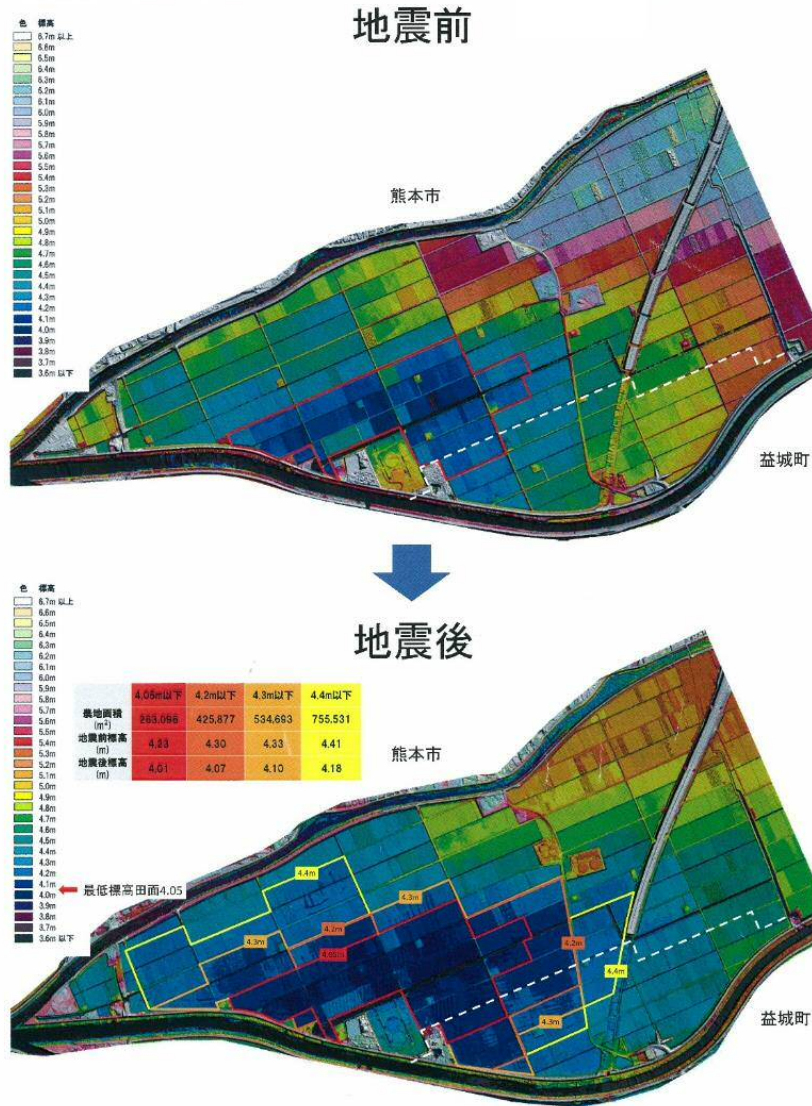 地震前
色 標高
6.7m 以上
6.6m
6.5m
6.4m
6.3m
6.2m
6.1m
6.0m
5.9m
5.8m
5.7m
5.6m
5.5m
5.4m
5.3m
5.2m
5.1m
5.0m
4.9m
4.8m
4.7m
4.6m
4.5m
4.4m
4.3m
4.2m
4.1m
4.0m
3.9m
3.8m
3.7m
3.6m 以下
熊本市
益城町
地震後
色 標高
6.7m 以上
6.6m
6.5m
6.4m
6.3m
6.2m
6.1m
6.0m
5.9m
5.8m
5.7m
5.6m
5.5m
5.4m
5.3m
5.2m
5.1m
5.0m
4.9m
4.8m
4.7m
4.6m
4.5m
4.4m
4.3m
4.2m
4.1m
4.0m
3.9m
3.8m
3.7m
3.6m 以下
最低標高田面4.05
4.05m以下 4.2m以下 4.3m以下 4.4m以下
農地面積(m²) 263,096 425,877 534,693 755,531
地震前標高(m) 4.23 4.30 4.33 4.41
地震後標高(m) 4.01 4.07 4.10 4.18
熊本市
4.4m
4.3m
4.2m
4.3m
4.05m
4.2m
4.4m
4.3m
益城町